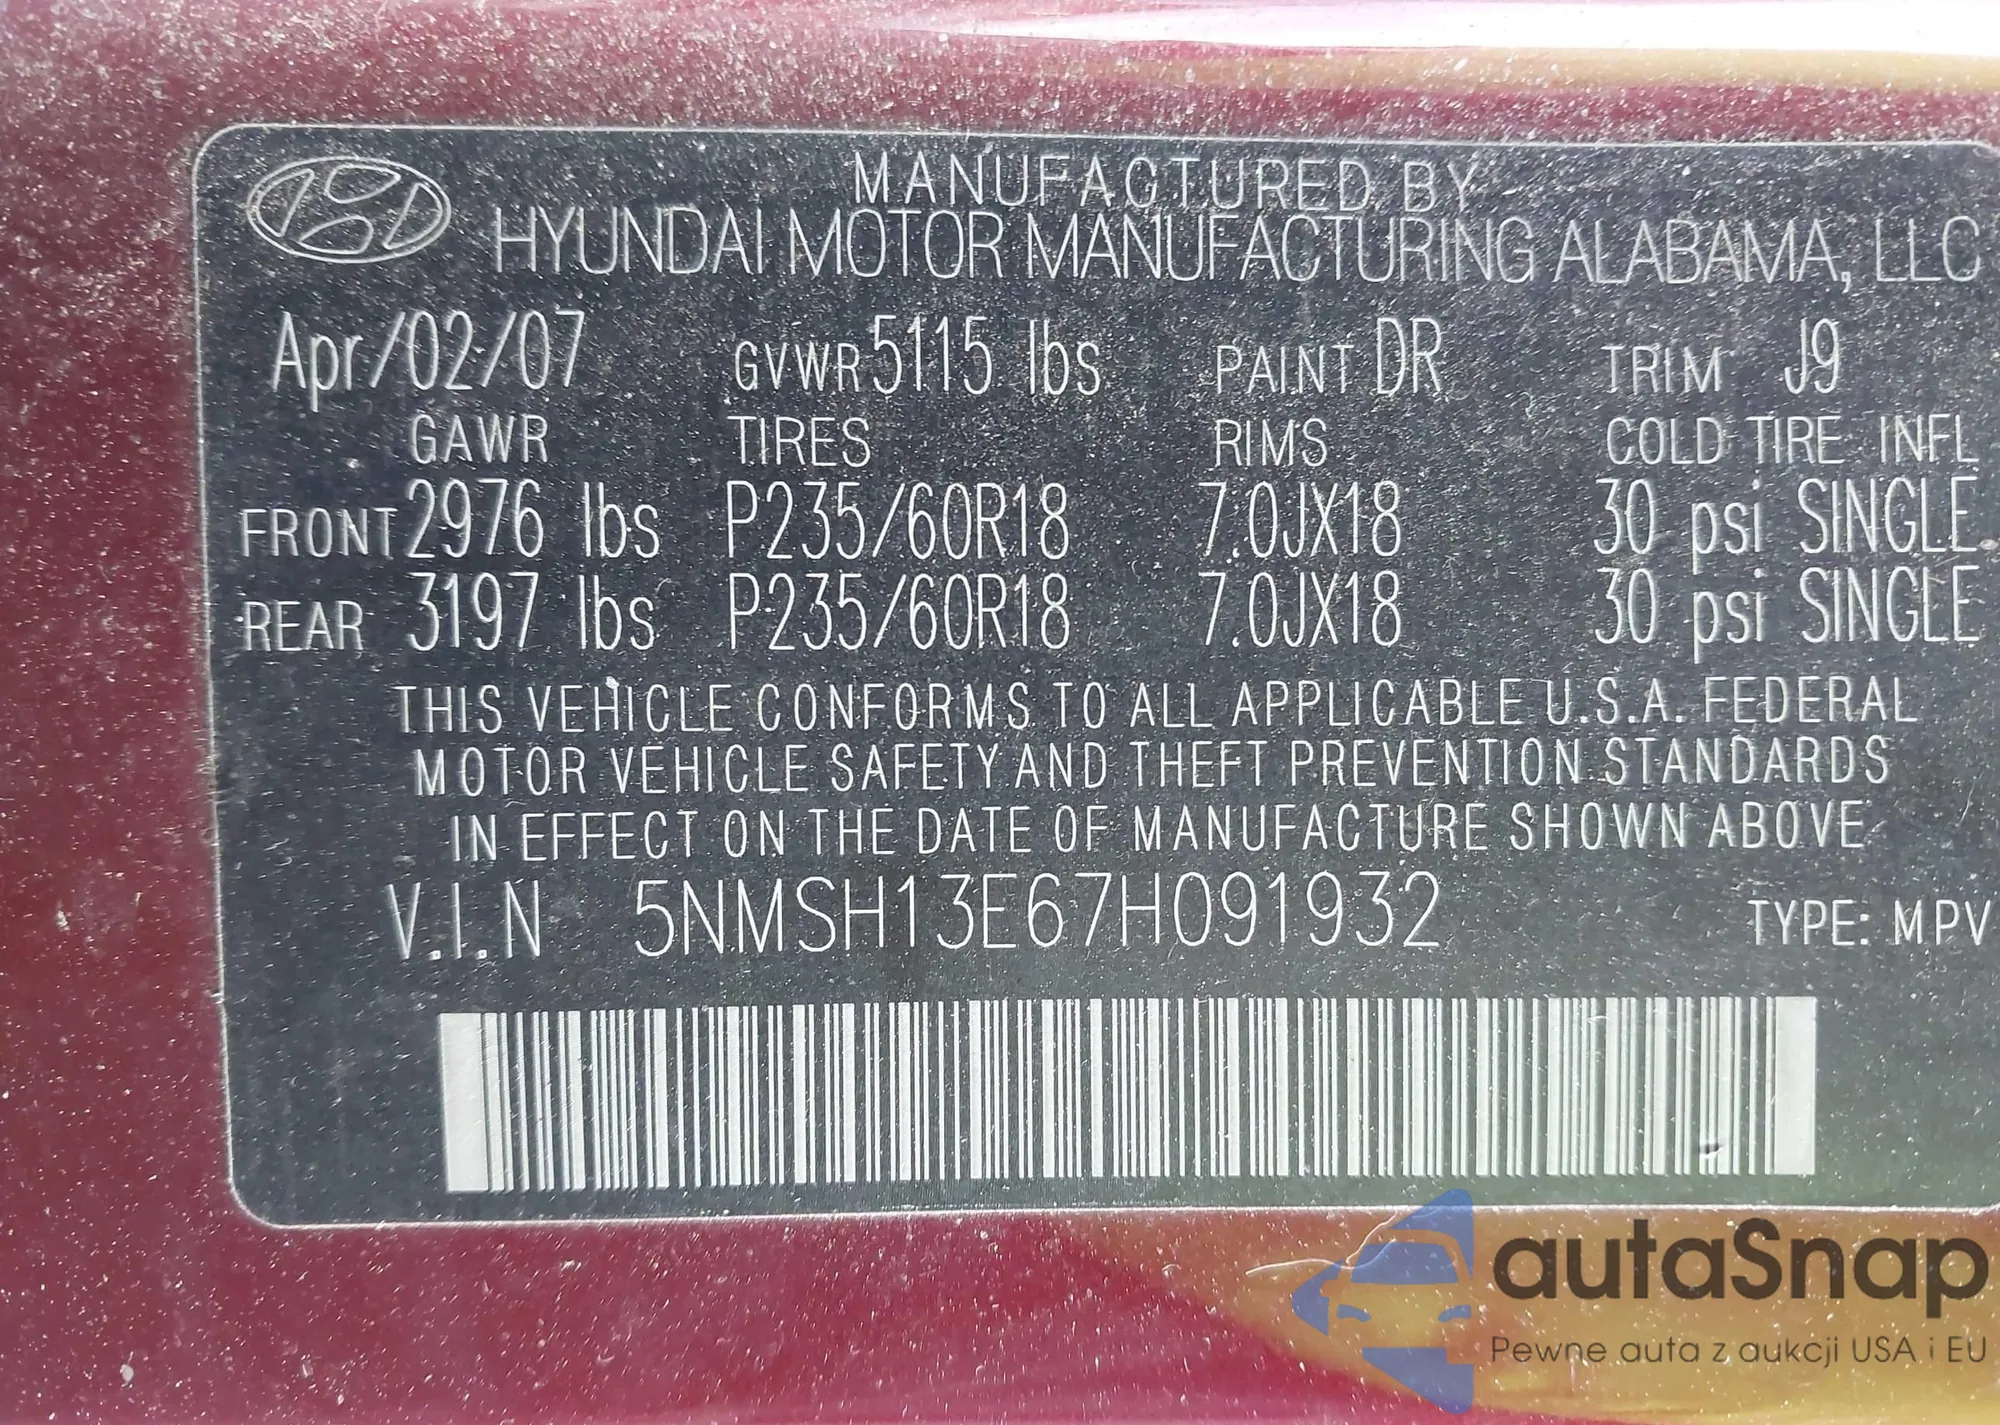 MANUFACTURED BY
HYUNDAI MOTOR MANUFACTURING ALABAMA, LLC
Apr/02/07 GVWR 5115 lbs PAINT DR TRIM J9
GAWR TIRES RIMS COLD TIRE INFL
FRONT 2976 lbs P235/60R18 7.0JX18 30 psi SINGLE
REAR 3197 lbs P235/60R18 7.0JX18 30 psi SINGLE
THIS VEHICLE CONFORMS TO ALL APPLICABLE U.S.A. FEDERAL
MOTOR VEHICLE SAFETY AND THEFT PREVENTION STANDARDS
IN EFFECT ON THE DATE OF MANUFACTURE SHOWN ABOVE
V.I.N 5NMSH13E67H091932 TYPE: MPV
autaSnap
Pewne auta z aukcji USA i EU